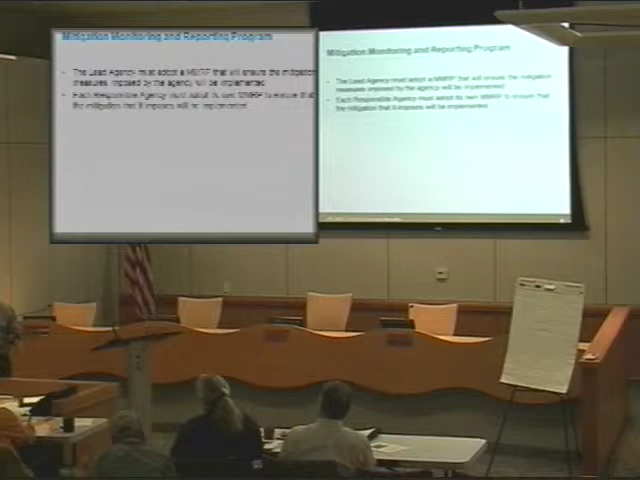 Mitigation Monitoring and Reporting Program
The Lead Agency must adopt a MMRP that will ensure the mitigation
measures imposed by the agency will be implemented
Each Responsible Agency must adopt its own MMRP to ensure that
the mitigation that it imposes will be implemented
Mitigation Monitoring and Reporting Program
The Lead Agency must adopt a MMRP that will ensure the mitigation
measures imposed by the agency will be implemented
Each Responsible Agency must adopt its own MMRP to ensure that
the mitigation that it imposes will be implemented